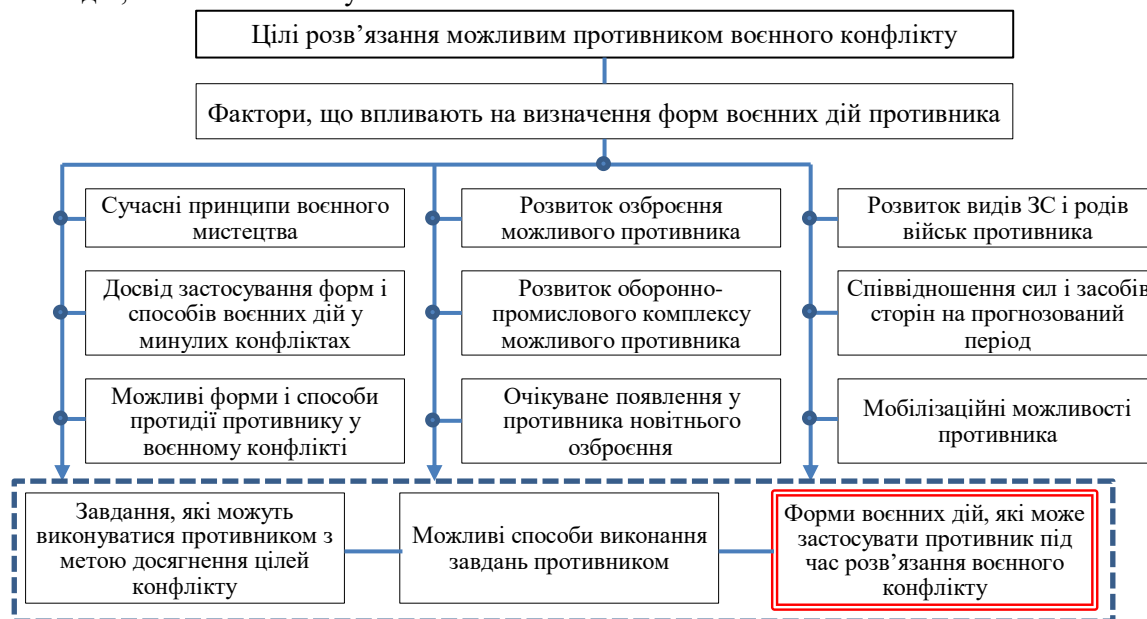 Цілі розв’язання можливим противником воєнного конфлікту
Фактори, що впливають на визначення форм воєнних дій противника
Сучасні принципи воєнного
мистецтва
Розвиток озброєння
можливого противника
Розвиток видів ЗС і родів
військ противника
Досвід застосування форм і
способів воєнних дій у
минулих конфліктах
Розвиток оборонно-
промислового комплексу
можливого противника
Співвідношення сил і засобів
сторін на прогнозований
період
Можливі форми і способи
протидії противнику у
воєнному конфлікті
Очікуване появлення у
противника новітнього
озброєння
Мобілізаційні можливості
противника
Завдання, які можуть
виконуватися противником з
метою досягнення цілей
конфлікту
Можливі способи виконання
завдань противником
Форми воєнних дій, які може
застосувати противник під
час розв’язання воєнного
конфлікту